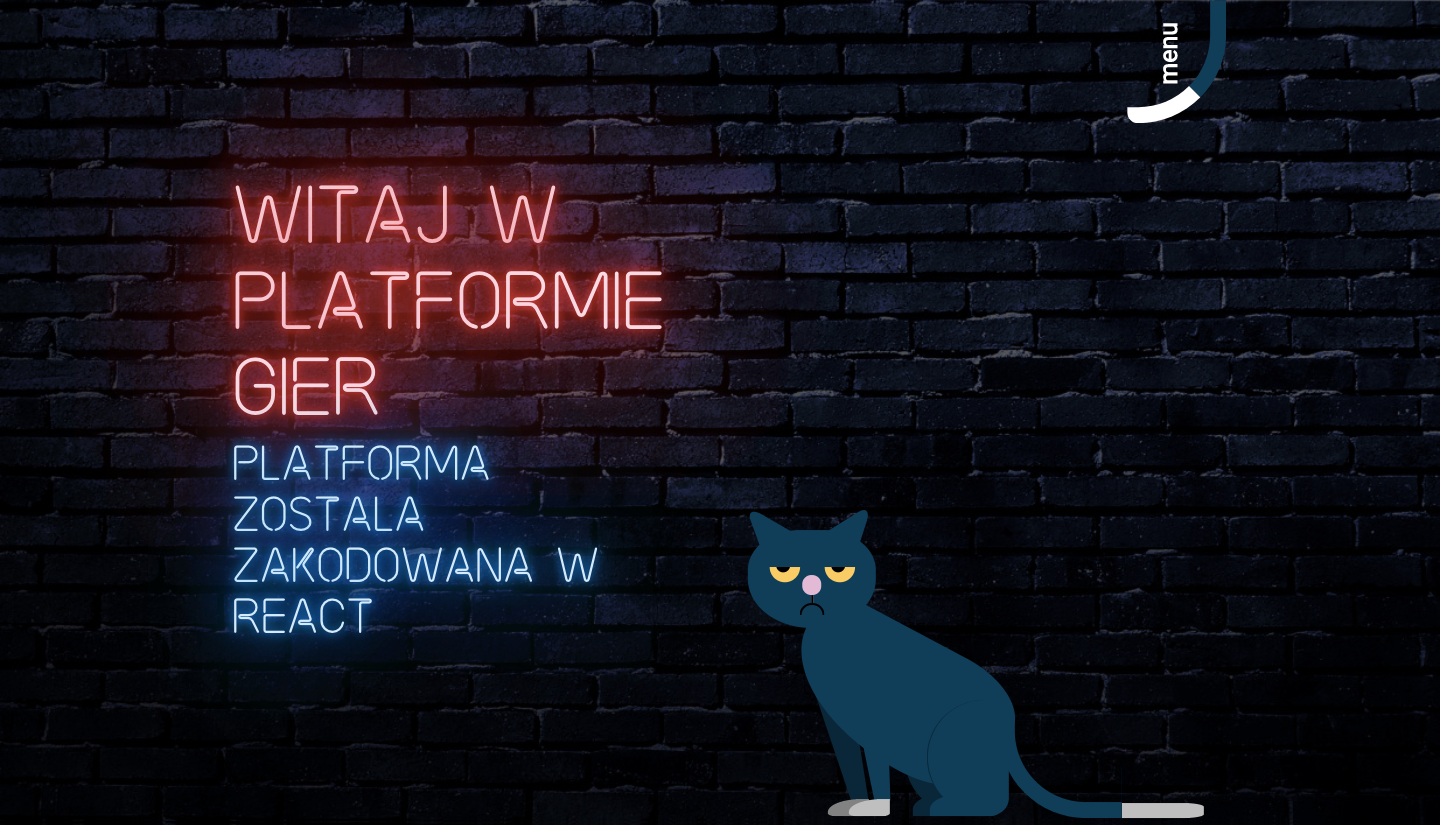 menu
WITAJ W
PLATFORMIE
GIER
PLATFORMA
ZOSTALA
ZAKODOWANA W
REACT